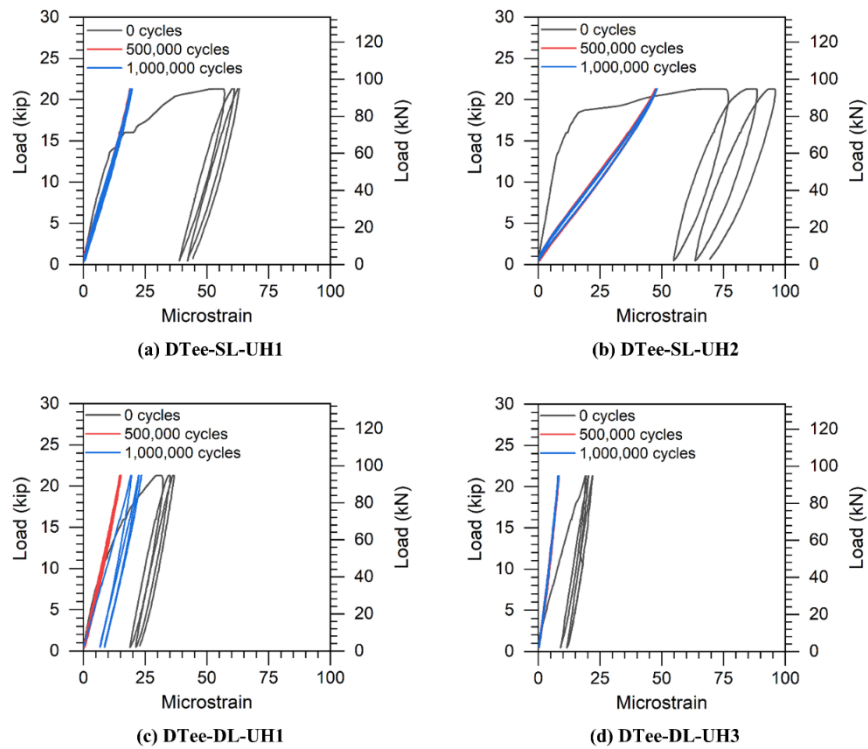 0 cycles
500,000 cycles
1,000,000 cycles
Load (kip)
30
25
20
15
10
5
0
Load (kN)
120
100
80
60
40
20
0
0 25 50 75 100
Microstrain
(a) DTee-SL-UH1
0 cycles
500,000 cycles
1,000,000 cycles
Load (kip)
30
25
20
15
10
5
0
Load (kN)
120
100
80
60
40
20
0
0 25 50 75 100
Microstrain
(b) DTee-SL-UH2
0 cycles
500,000 cycles
1,000,000 cycles
Load (kip)
30
25
20
15
10
5
0
Load (kN)
120
100
80
60
40
20
0
0 25 50 75 100
Microstrain
(c) DTee-DL-UH1
0 cycles
500,000 cycles
1,000,000 cycles
Load (kip)
30
25
20
15
10
5
0
Load (kN)
120
100
80
60
40
20
0
0 25 50 75 100
Microstrain
(d) DTee-DL-UH3